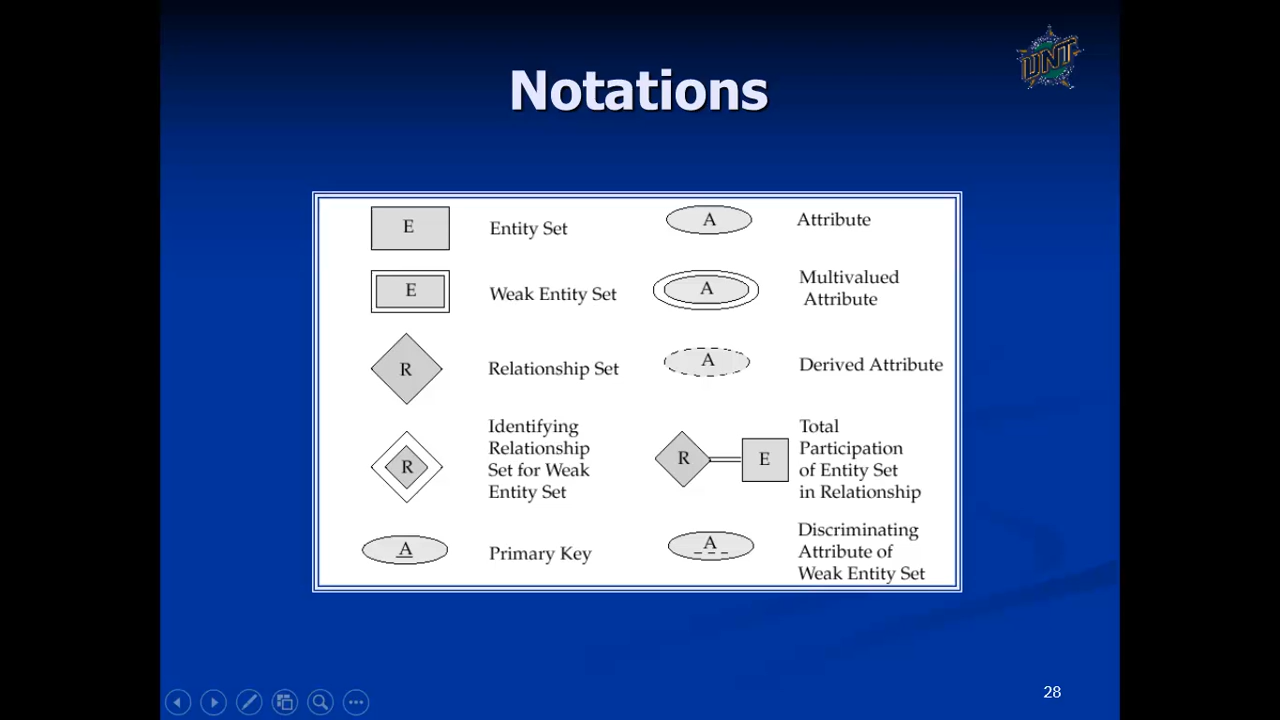 UNT
Notations
E
Entity Set
A
Attribute
E
Weak Entity Set
A
Multivalued
Attribute
R
Relationship Set
A
Derived Attribute
R
Identifying
Relationship
Set for Weak
Entity Set
R
E
Total
Participation
of Entity Set
in Relationship
A
Primary Key
A
Discriminating
Attribute of
Weak Entity Set
28